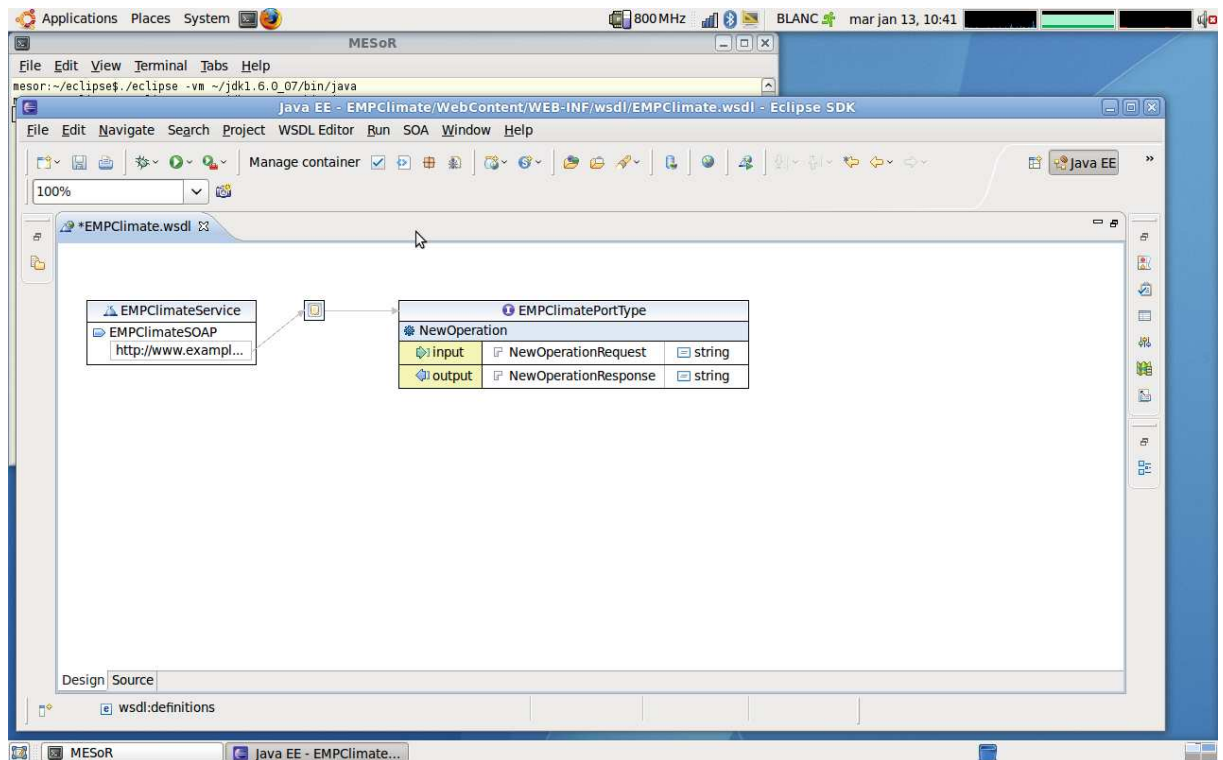 Applications Places System 800 MHz BLANC mar jan 13, 10:41
MESoR
File Edit View Terminal Tabs Help
mesor:~/eclipse$./eclipse -vm ~/jdk1.6.0_07/bin/java
Java EE - EMPClimate/WebContent/WEB-INF/wsdl/EMPClimate.wsdl - Eclipse SDK
File Edit Navigate Search Project WSDL Editor Run SOA Window Help
Manage container Java EE »
100%
*EMPClimate.wsdl
EMPClimateService EMPClimatePortType
EMPClimateSOAP NewOperation
http://www.exampl... input NewOperationRequest string
output NewOperationResponse string
Design Source
wsdl:definitions
MESoR Java EE - EMPClimate...